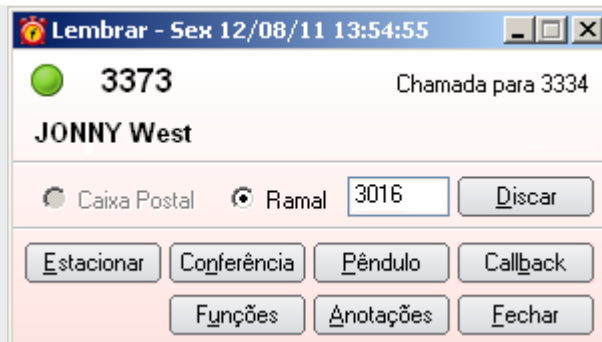 Lembrar - Sex 12/08/11 13:54:55
3373 Chamada para 3334
JONNY West
Caixa Postal Ramal 3016 Discar
Estacionar Conferência Pêndulo Callback
Funções Anotações Fechar